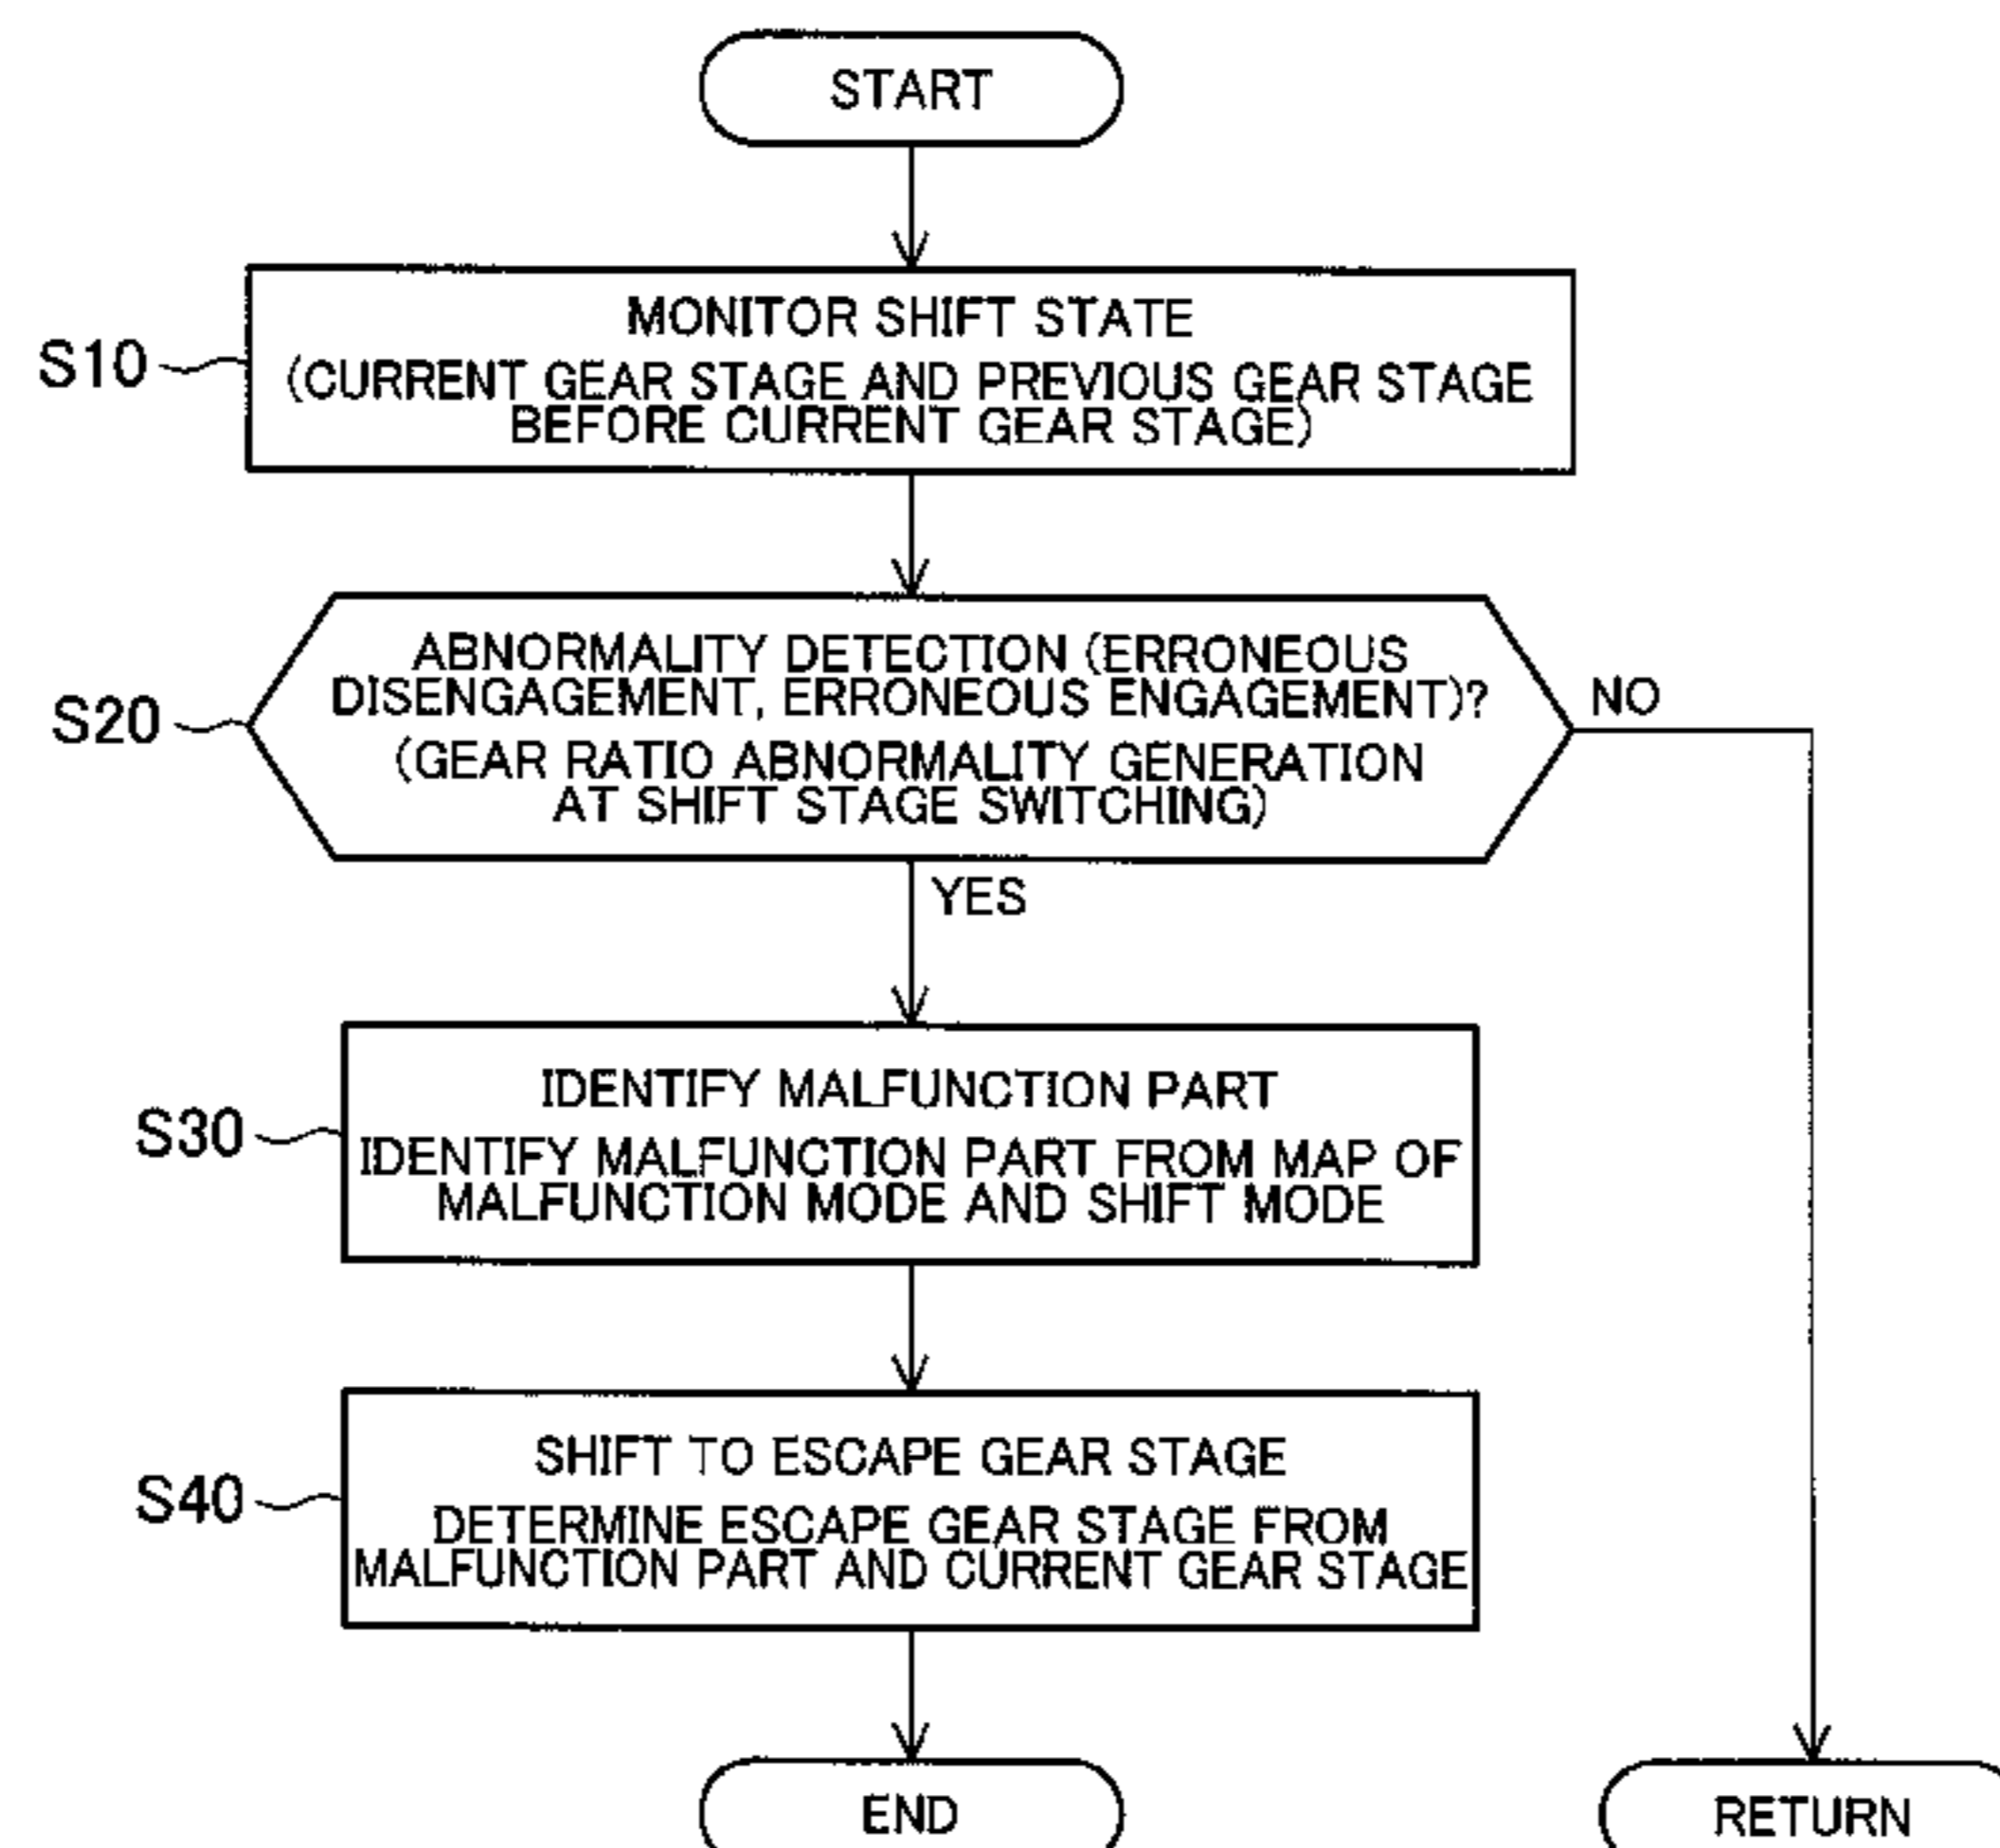 START
MONITOR SHIFT STATE
S10
(CURRENT GEAR STAGE AND PREVIOUS GEAR STAGE
BEFORE CURRENT GEAR STAGE)
ABNORMALITY DETECTION (ERRONEOUS
DISENGAGEMENT, ERRONEOUS ENGAGEMENT)?
S20
NO
(GEAR RATIO ABNORMALITY GENERATION
AT SHIFT STAGE SWITCHING)
YES
IDENTIFY MALFUNCTION PART
S30
IDENTIFY MALFUNCTION PART FROM MAP OF
MALFUNCTION MODE AND SHIFT MODE
SHIFT TO ESCAPE GEAR STAGE
S40
DETERMINE ESCAPE GEAR STAGE FROM
MALFUNCTION PART AND CURRENT GEAR STAGE
END
RETURN